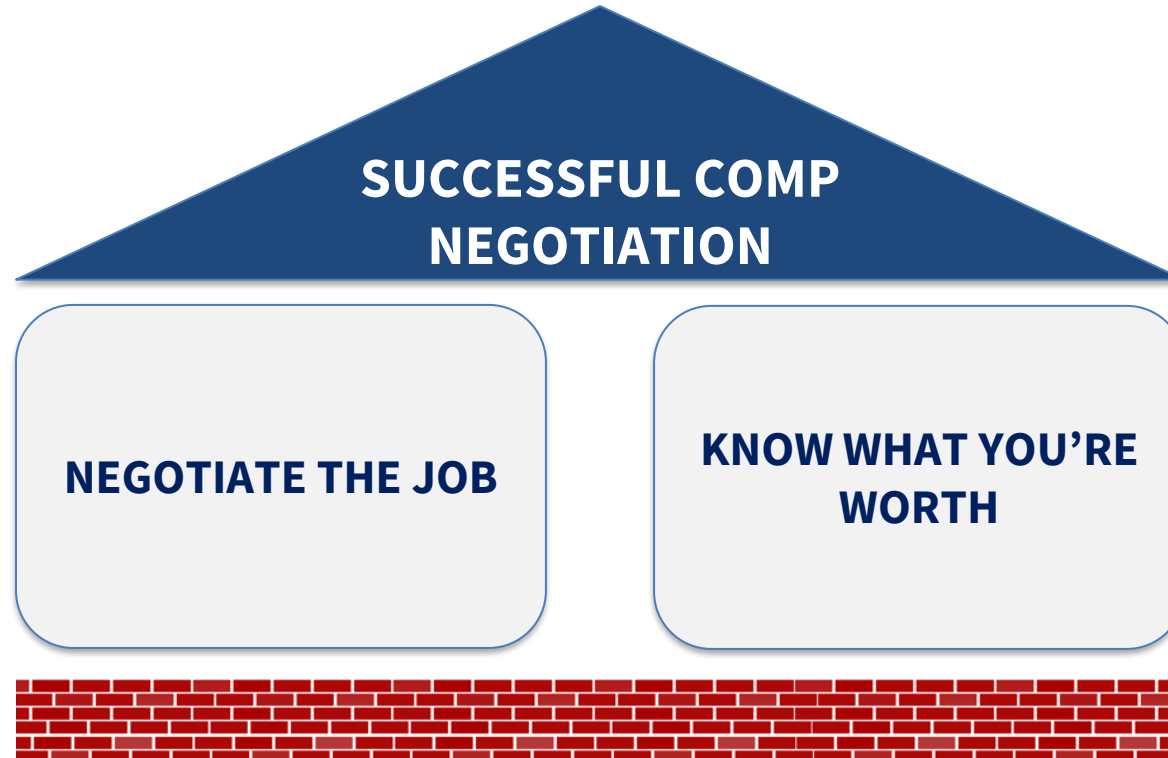 SUCCESSFUL COMP
NEGOTIATION
NEGOTIATE THE JOB
KNOW WHAT YOU’RE
WORTH